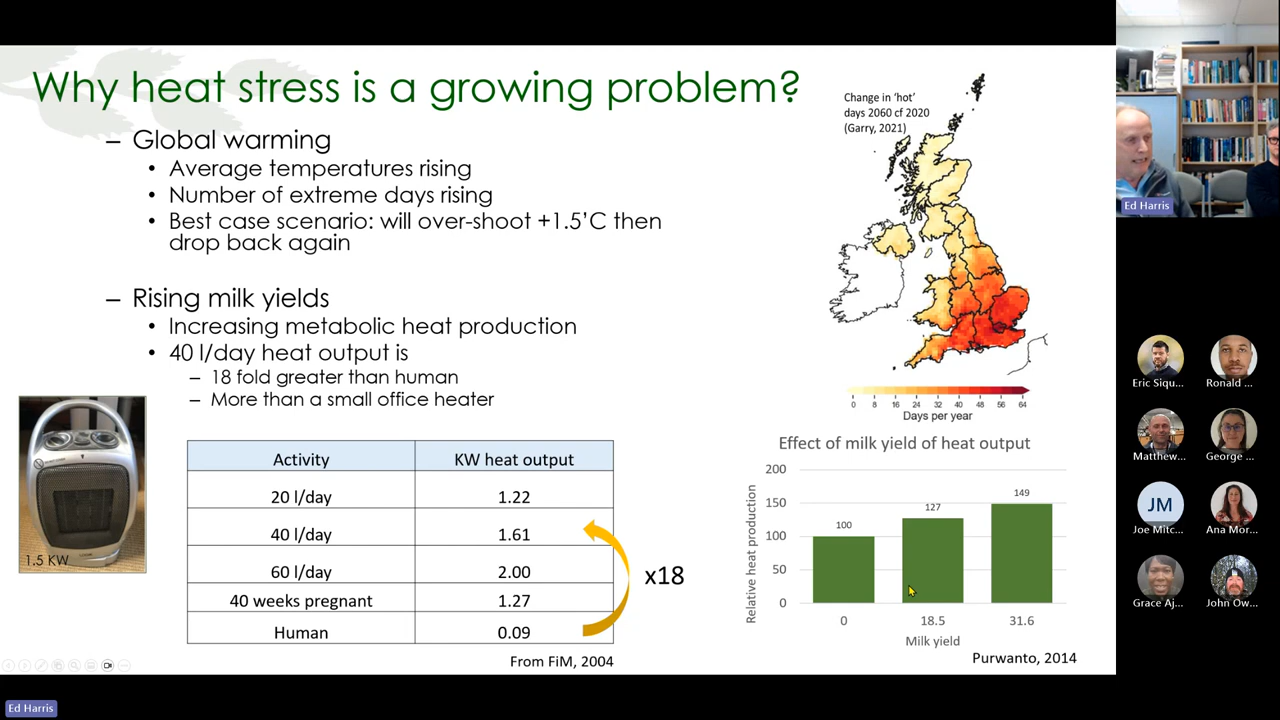 Why heat stress is a growing problem?
– Global warming
• Average temperatures rising
• Number of extreme days rising
• Best case scenario: will over-shoot +1.5'C then
drop back again
– Rising milk yields
• Increasing metabolic heat production
• 40 l/day heat output is
– 18 fold greater than human
– More than a small office heater
1.5 KW
Activity KW heat output
20 l/day 1.22
40 l/day 1.61
60 l/day 2.00
40 weeks pregnant 1.27
Human 0.09
x18
From FiM, 2004
Change in 'hot'
days 2060 cf 2020
(Garry, 2021)
0 8 16 24 32 40 48 56 64
Days per year
Effect of milk yield of heat output
Relative heat production
200
150
100
50
0
100
127
149
0 18.5 31.6
Milk yield
Purwanto, 2014
Ed Harris
Eric Siqu... Ronald ...
Matthew... George ...
JM
Joe Mitc... Ana Mor...
Grace Aj... John Ow...
Ed Harris